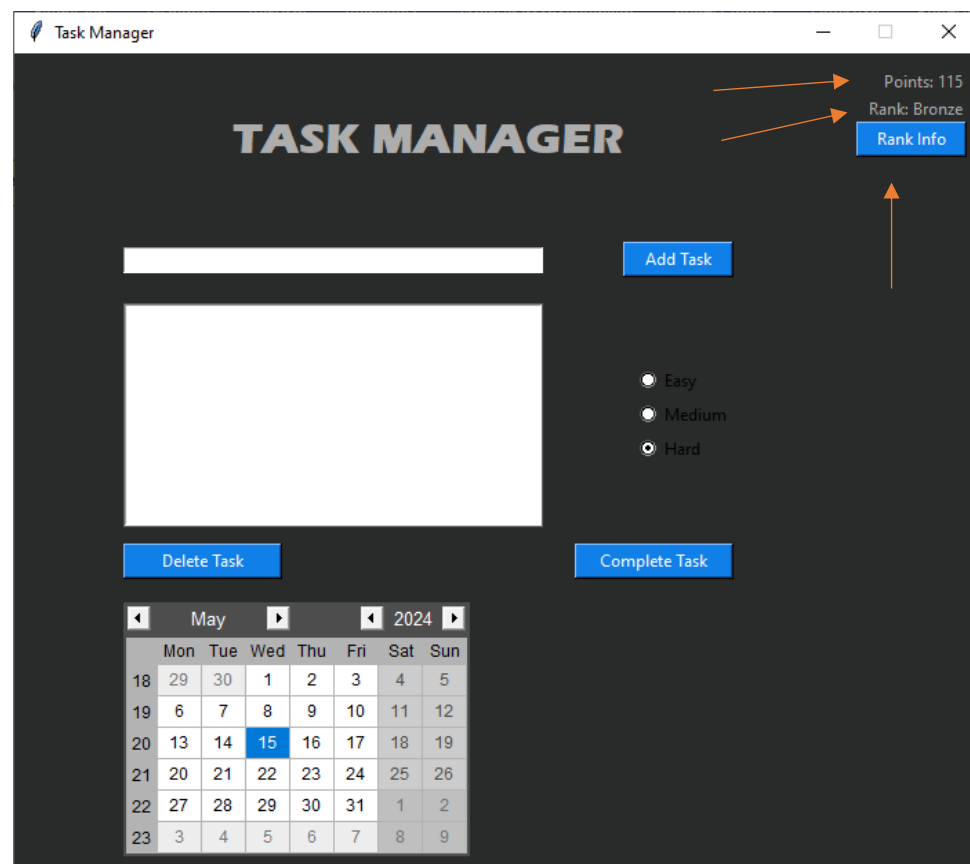 Task Manager
Points: 115
Rank: Bronze
TASK MANAGER
Rank Info
Add Task
Easy
Medium
Hard
Delete Task
Complete Task
May 2024
Mon Tue Wed Thu Fri Sat Sun
18 29 30 1 2 3 4 5
19 6 7 8 9 10 11 12
20 13 14 15 16 17 18 19
21 20 21 22 23 24 25 26
22 27 28 29 30 31 1 2
23 3 4 5 6 7 8 9